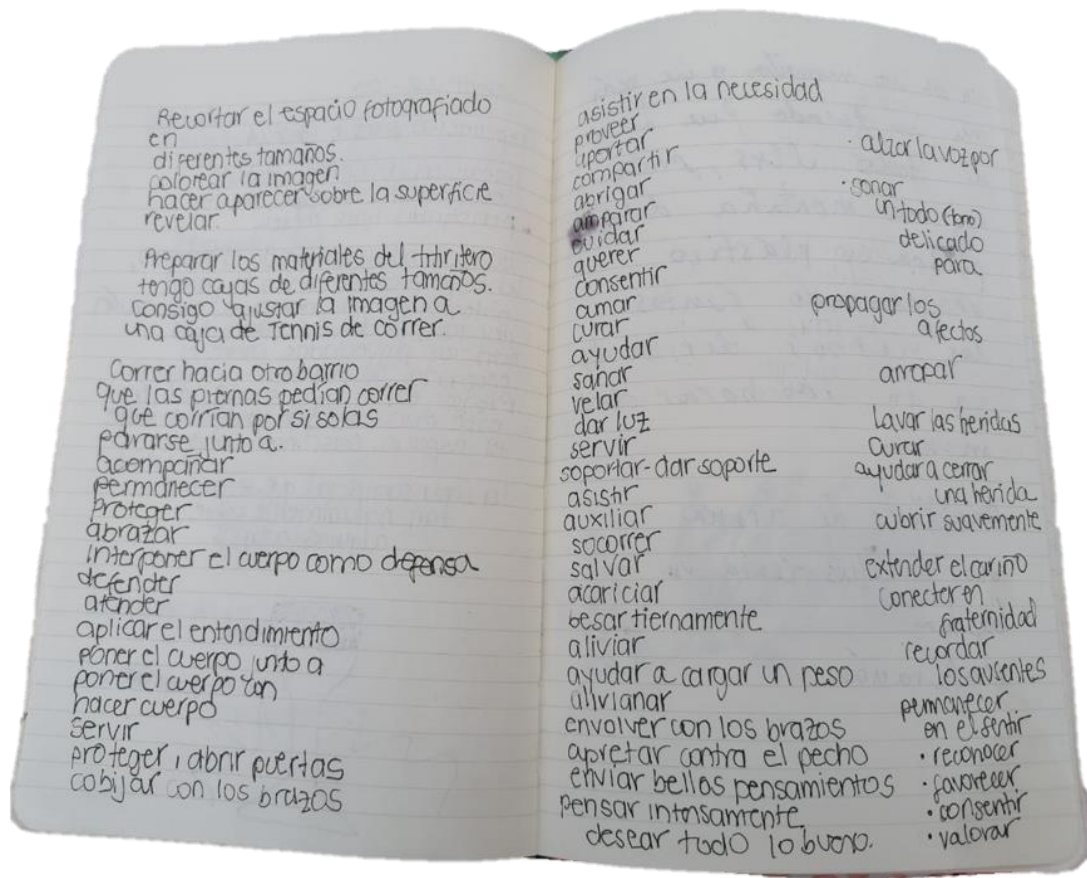 Recortar el espacio fotografiado
en
diferentes tamaños.
colorear la imagen
hacer aparecer sobre la superficie
revelar.
Preparar los materiales del titiritero
tengo cajas de diferentes tamaños.
consigo ajustar la imagen a
una caja de Tennis de correr.
Correr hacia otro barrio
que las piernas pedían correr
que corrían por si solas
pararse junto a.
acompañar
permanecer
Proteger
abrazar
interponer el cuerpo como defensa
defender
atender
aplicar el entendimiento
poner el cuerpo junto a
poner el cuerpo con
hacer cuerpo
servir
proteger, abrir puertas
cobijar con los brazos
asistir en la necesidad
proveer
aportar
compartir
abrigar
amparar
cuidar
querer
consentir
amar
curar
ayudar
sanar
velar
dar luz
servir
soportar-dar soporte
asistir
auxiliar
socorrer
salvar
acariciar
besar tiernamente
aliviar
ayudar a cargar un peso
alivianar
envolver con los brazos
apretar contra el pecho
enviar bellos pensamientos
pensar intensamente
desear todo lo bueno.
· alzar la voz por
· sonar
un todo (tono)
delicado
para
propagar los
afectos
arropar
Lavar las heridas
curar
ayudar a cerrar
una herida
cubrir suavemente
extender el cariño
conecter en
fraternidad
recordar
los ausentes
permanecer
en el sentir
· reconocer
· favorecer
· consentir
· valorar